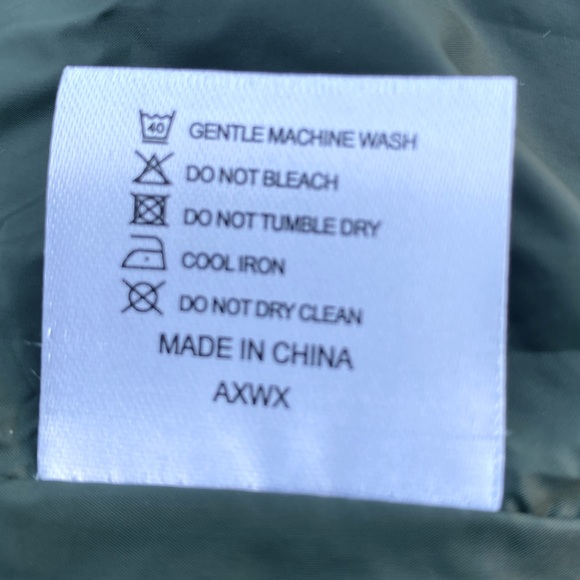 40 GENTLE MACHINE WASH
DO NOT BLEACH
DO NOT TUMBLE DRY
COOL IRON
DO NOT DRY CLEAN
MADE IN CHINA
AXWX